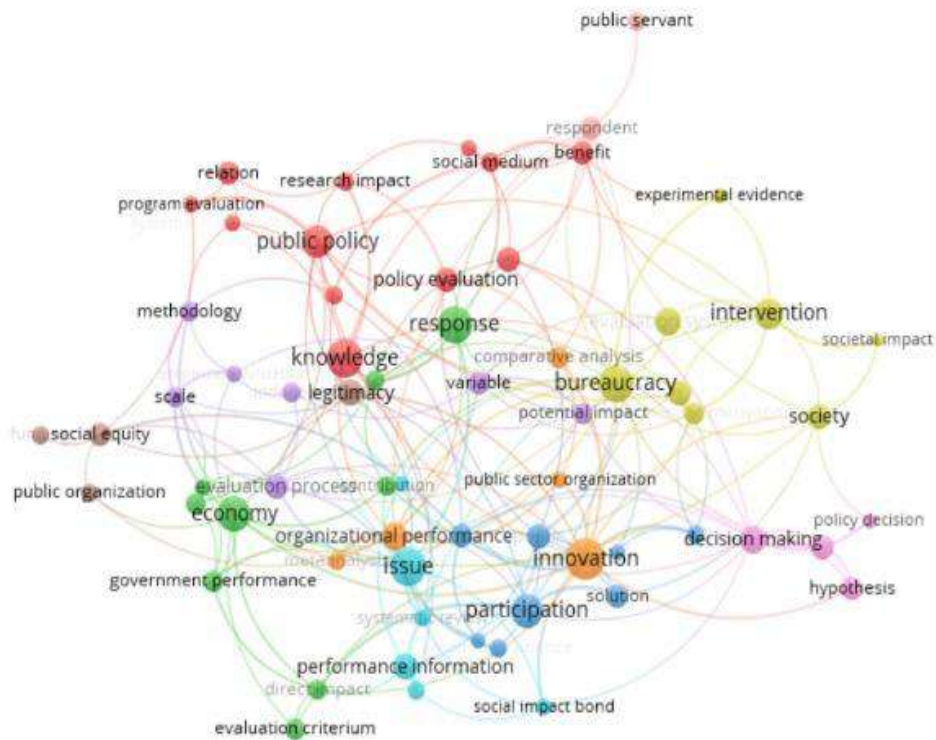 public servant
respondent
benefit
social medium
relation
research impact
experimental evidence
program evaluation
public policy
policy evaluation
methodology
response
intervention
societal impact
knowledge
comparative analysis
legitimacy
variable
bureaucracy
scale
potential impact
society
social equity
public organization
evaluation process
contribution
public sector organization
economy
policy decision
organizational performance
decision making
innovation
issue
government performance
hypothesis
solution
participation
performance information
direct impact
social impact bond
evaluation criterium